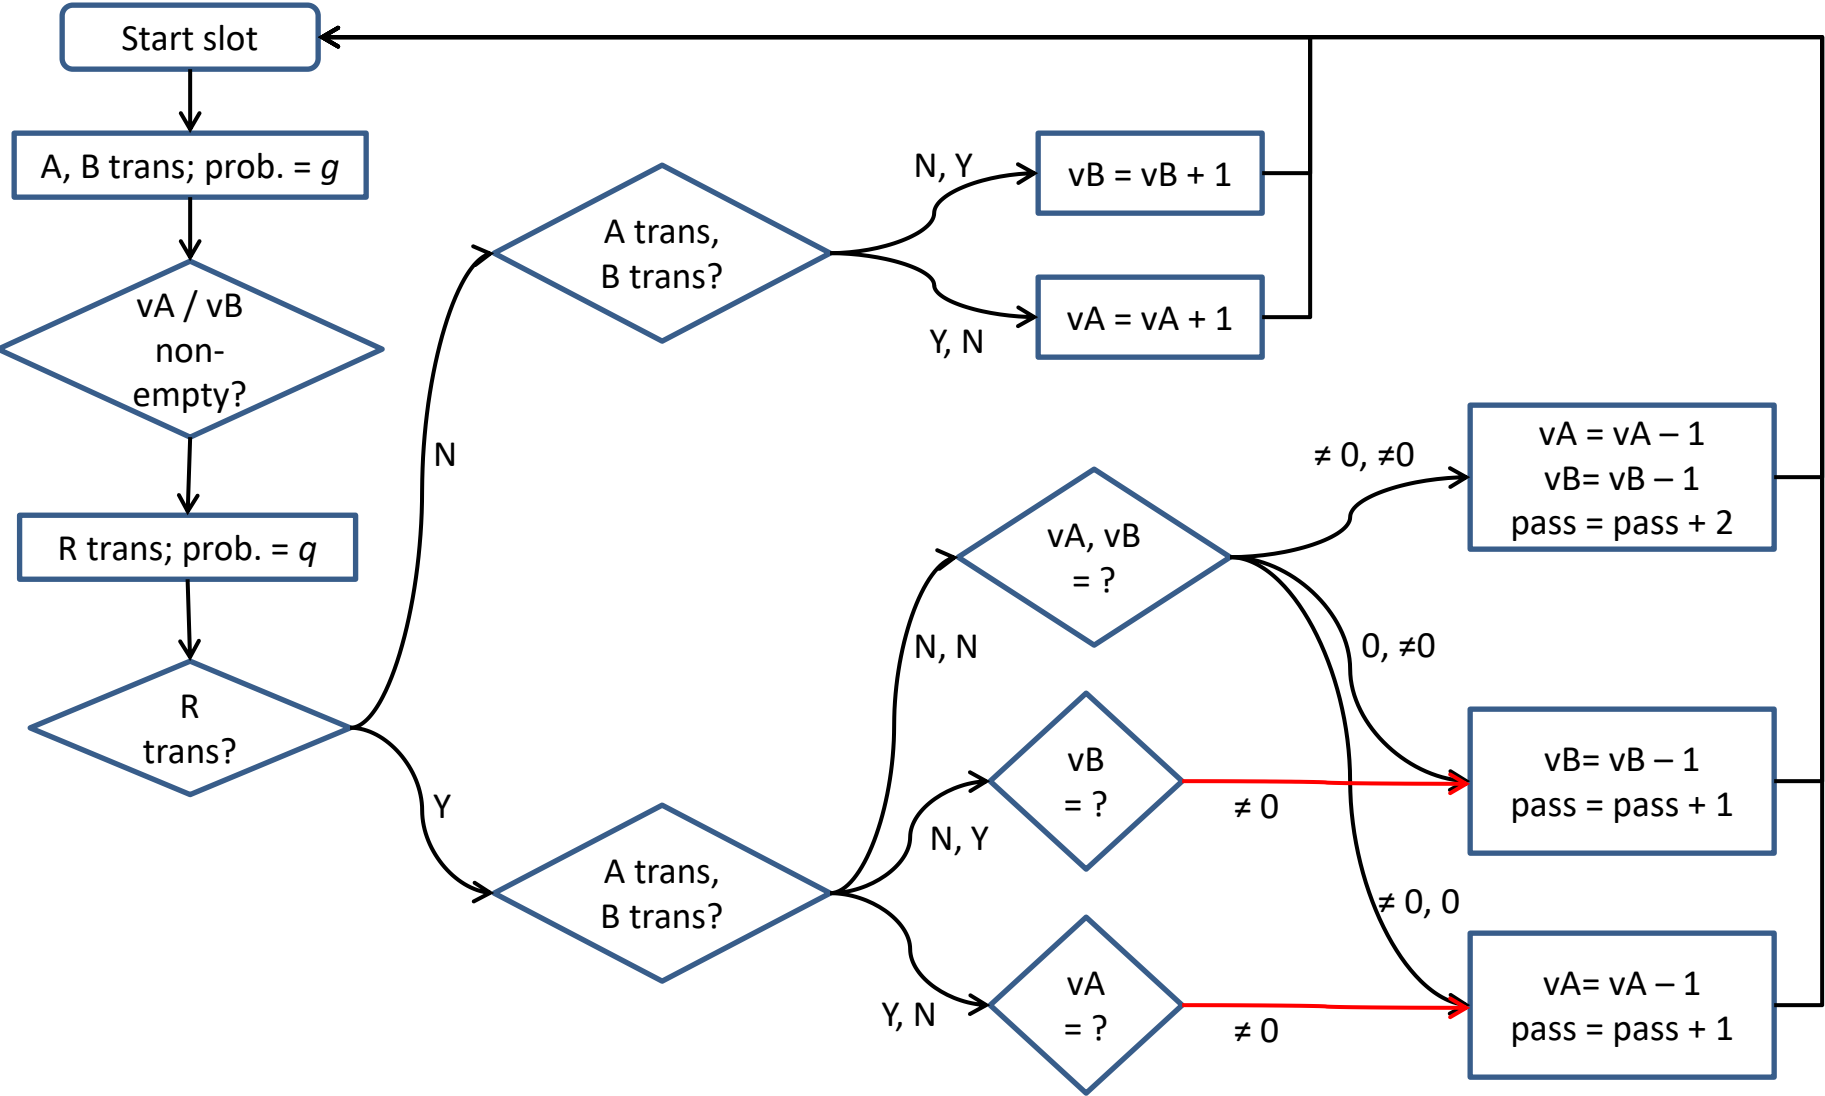 Start slot
A, B trans; prob. = g
vA / vB
non-
empty?
R trans; prob. = q
R
trans?
N
Y
A trans,
B trans?
N, Y
Y, N
vB = vB + 1
vA = vA + 1
A trans,
B trans?
N, N
N, Y
Y, N
vA, vB
= ?
≠ 0, ≠0
0, ≠0
≠ 0, 0
vB
= ?
≠ 0
vA
= ?
≠ 0
vA = vA – 1
vB= vB – 1
pass = pass + 2
vB= vB – 1
pass = pass + 1
vA= vA – 1
pass = pass + 1